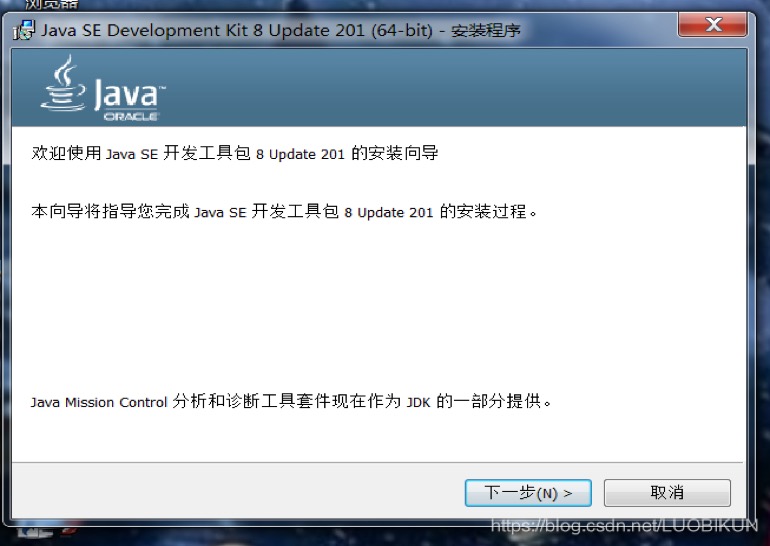 浏览器
Java SE Development Kit 8 Update 201 (64-bit) - 安装程序
Java™
ORACLE
欢迎使用 Java SE 开发工具包 8 Update 201 的安装向导
本向导将指导您完成 Java SE 开发工具包 8 Update 201 的安装过程。
Java Mission Control 分析和诊断工具套件现在作为 JDK 的一部分提供。
下一步(N) >
取消
https://blog.csdn.net/LUOBIKUN